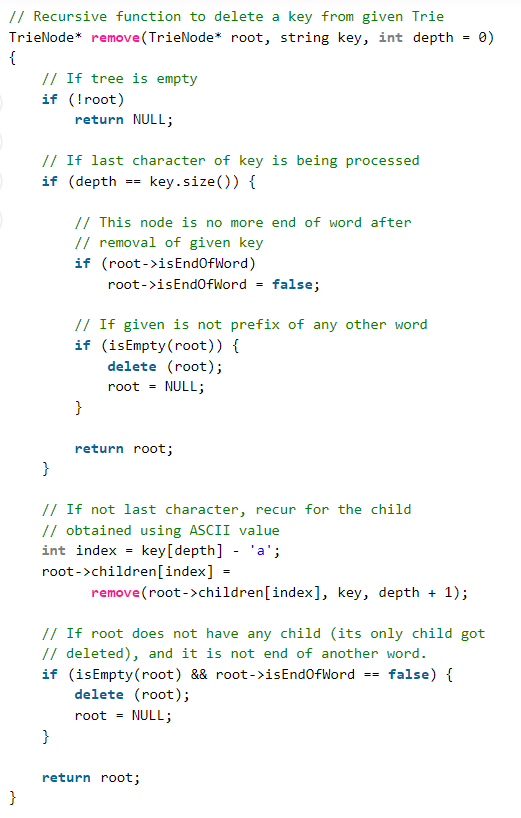 // Recursive function to delete a key from given Trie
TrieNode* remove(TrieNode* root, string key, int depth = 0)
{
    // If tree is empty
    if (!root)
        return NULL;

    // If last character of key is being processed
    if (depth == key.size()) {

        // This node is no more end of word after
        // removal of given key
        if (root->isEndOfWord)
            root->isEndOfWord = false;

        // If given is not prefix of any other word
        if (isEmpty(root)) {
            delete (root);
            root = NULL;
        }

        return root;
    }

    // If not last character, recur for the child
    // obtained using ASCII value
    int index = key[depth] - 'a';
    root->children[index] =
          remove(root->children[index], key, depth + 1);

    // If root does not have any child (its only child got
    // deleted), and it is not end of another word.
    if (isEmpty(root) && root->isEndOfWord == false) {
        delete (root);
        root = NULL;
    }

    return root;
}